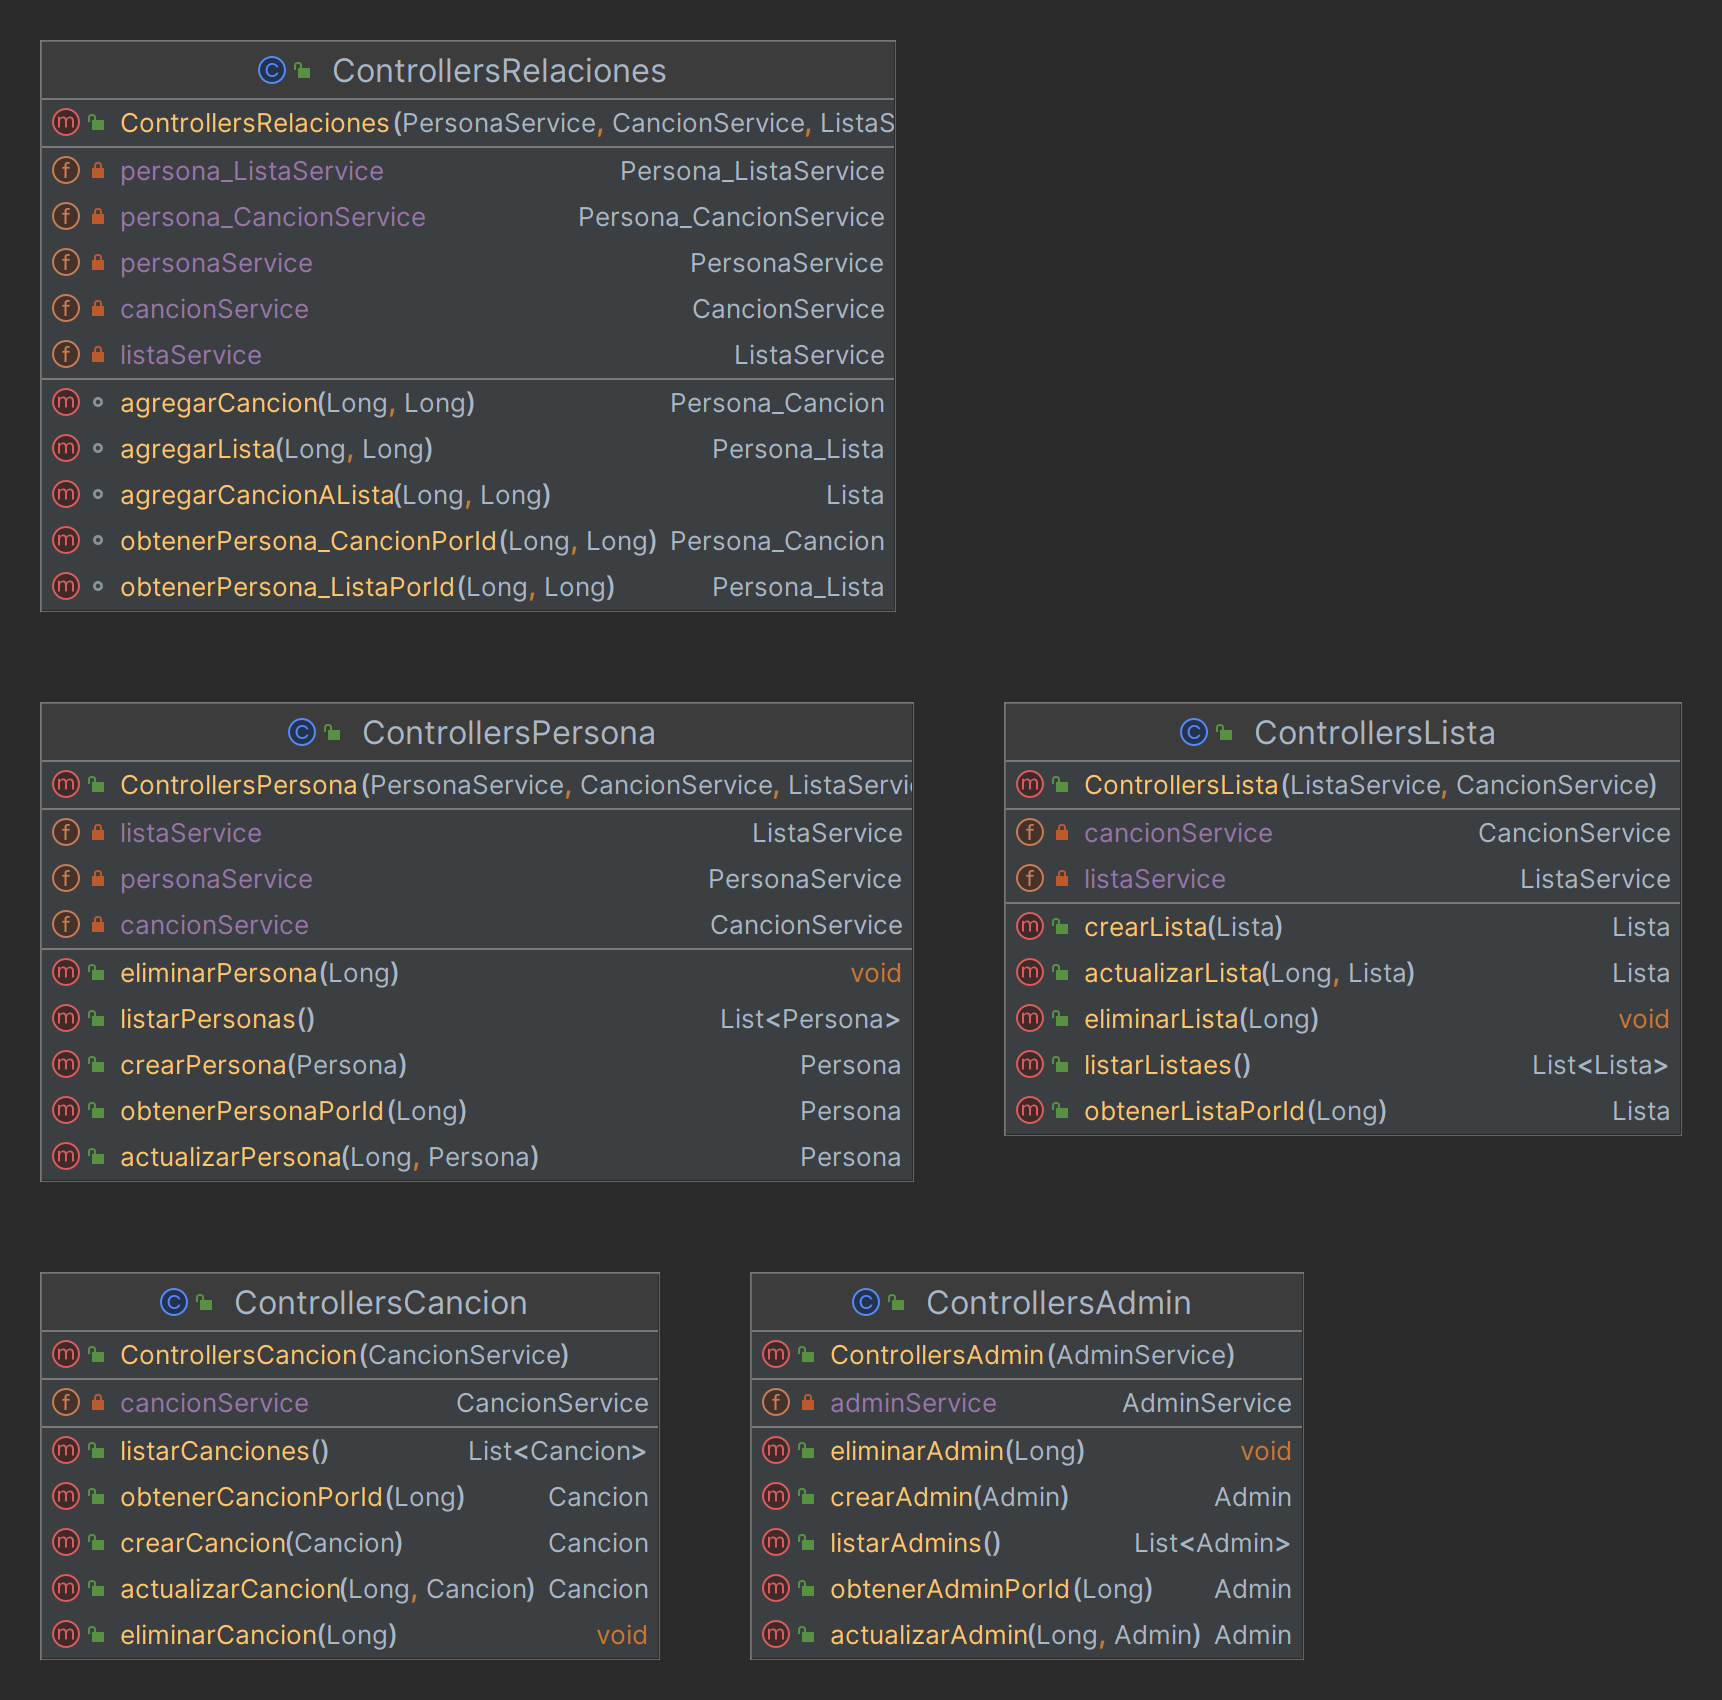 ControllersRelaciones
ControllersRelaciones(PersonaService, CancionService, ListaS
persona_ListaService Persona_ListaService
persona_CancionService Persona_CancionService
personaService PersonaService
cancionService CancionService
listaService ListaService
agregarCancion(Long, Long) Persona_Cancion
agregarLista(Long, Long) Persona_Lista
agregarCancionALista(Long, Long) Lista
obtenerPersona_CancionPorId(Long, Long) Persona_Cancion
obtenerPersona_ListaPorId(Long, Long) Persona_Lista
ControllersPersona
ControllersPersona(PersonaService, CancionService, ListaServi
listaService ListaService
personaService PersonaService
cancionService CancionService
eliminarPersona(Long) void
listarPersonas() List<Persona>
crearPersona(Persona) Persona
obtenerPersonaPorId(Long) Persona
actualizarPersona(Long, Persona) Persona
ControllersLista
ControllersLista(ListaService, CancionService)
cancionService CancionService
listaService ListaService
crearLista(Lista) Lista
actualizarLista(Long, Lista) Lista
eliminarLista(Long) void
listarListaes() List<Lista>
obtenerListaPorId(Long) Lista
ControllersCancion
ControllersCancion(CancionService)
cancionService CancionService
listarCanciones() List<Cancion>
obtenerCancionPorId(Long) Cancion
crearCancion(Cancion) Cancion
actualizarCancion(Long, Cancion) Cancion
eliminarCancion(Long) void
ControllersAdmin
ControllersAdmin(AdminService)
adminService AdminService
eliminarAdmin(Long) void
crearAdmin(Admin) Admin
listarAdmins() List<Admin>
obtenerAdminPorId(Long) Admin
actualizarAdmin(Long, Admin) Admin